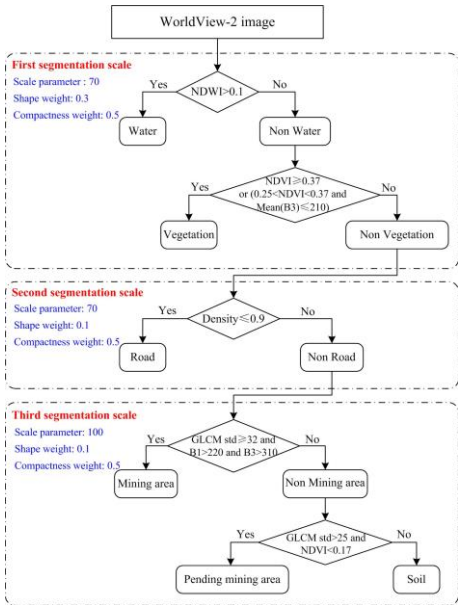 WorldView-2 image
First segmentation scale
Scale parameter : 70
Shape weight: 0.3
Compactness weight: 0.5
Yes
NDWI>0.1
No
Water
Non Water
Yes
NDVI≥0.37
or (0.25<NDVI<0.37 and
Mean(B3)≤210)
No
Vegetation
Non Vegetation
Second segmentation scale
Scale parameter: 70
Shape weight: 0.1
Compactness weight: 0.5
Yes
Density≤0.9
No
Road
Non Road
Third segmentation scale
Scale parameter: 100
Shape weight: 0.1
Compactness weight: 0.5
Yes
GLCM std≥32 and
B1>220 and B3>310
No
Mining area
Non Mining area
Yes
GLCM std>25 and
NDVI<0.17
No
Pending mining area
Soil